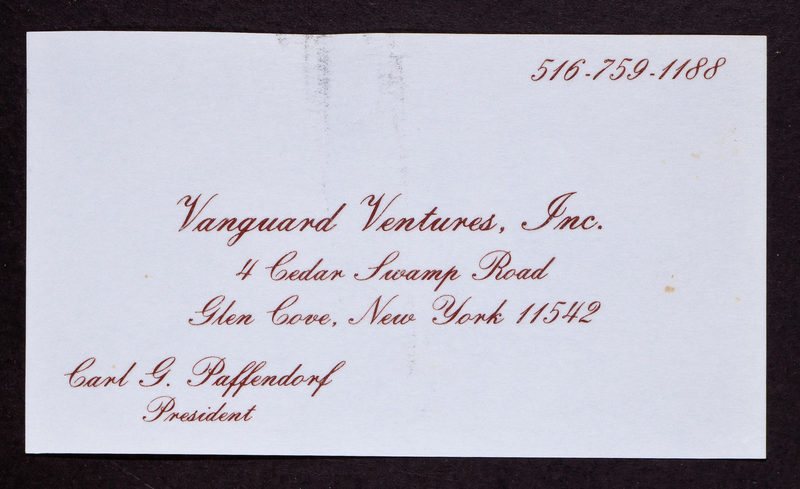 516-759-1188
Vanguard Ventures, Inc.
4 Cedar Swamp Road
Glen Cove, New York 11542
Carl G. Paffendorf
President